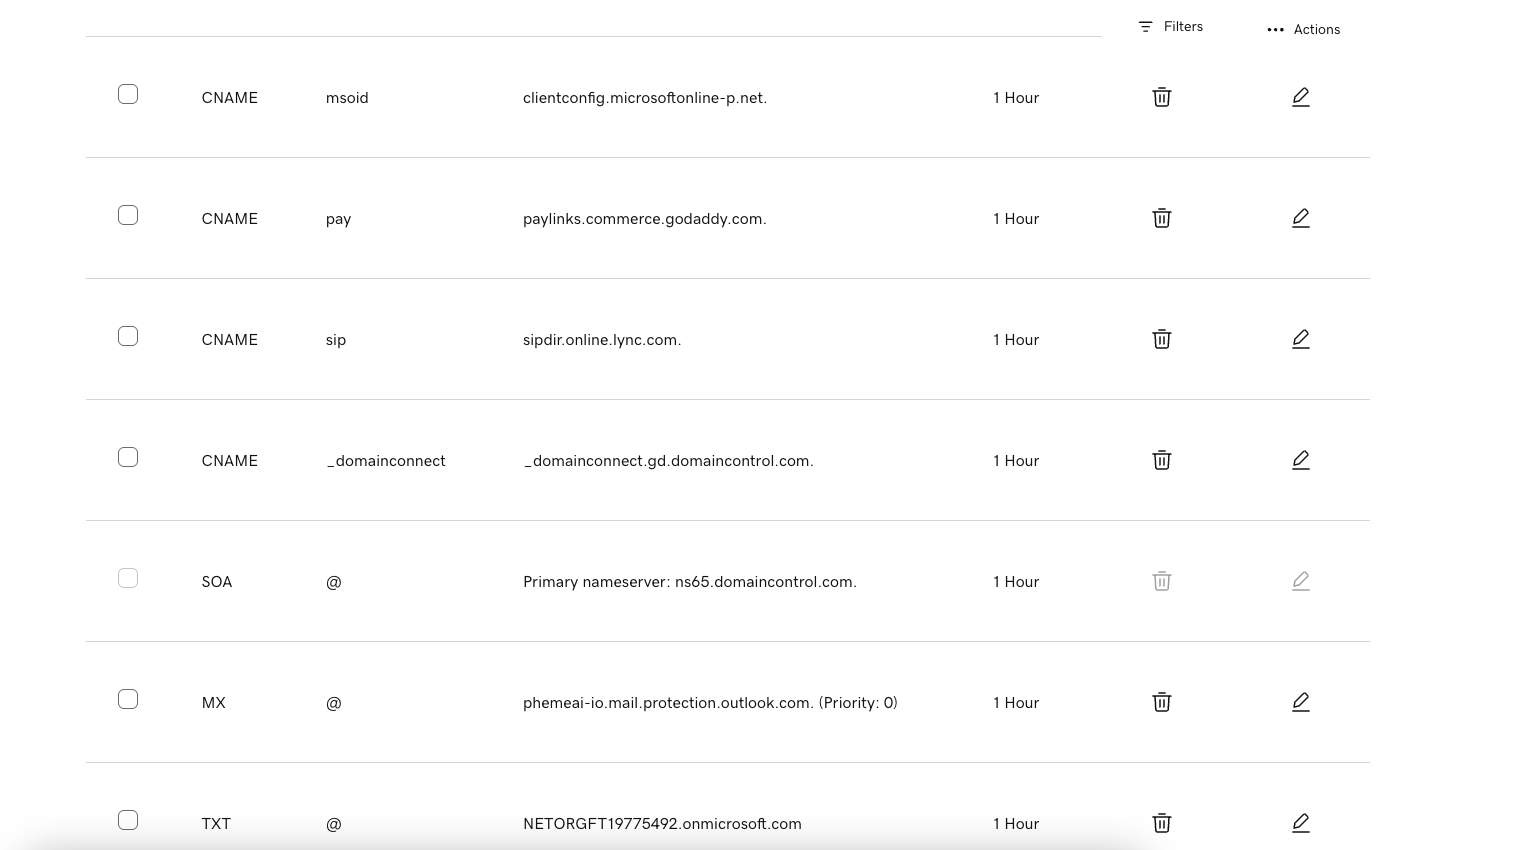 Filters Actions
CNAME msoid clientconfig.microsoftonline-p.net. 1 Hour
CNAME pay paylinks.commerce.godaddy.com. 1 Hour
CNAME sip sipdir.online.lync.com. 1 Hour
CNAME _domainconnect _domainconnect.gd.domaincontrol.com. 1 Hour
SOA @ Primary nameserver: ns65.domaincontrol.com. 1 Hour
MX @ phemeai-io.mail.protection.outlook.com. (Priority: 0) 1 Hour
TXT @ NETORGFT19775492.onmicrosoft.com 1 Hour